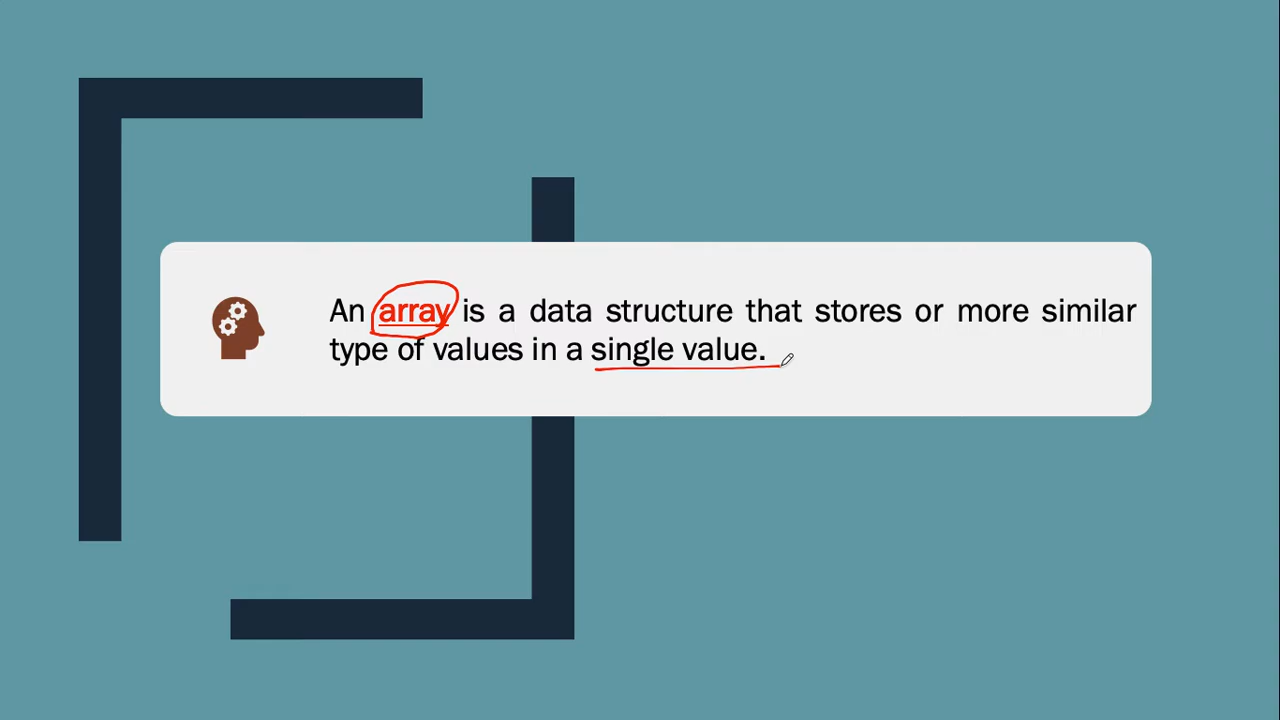 An array is a data structure that stores or more similar
type of values in a single value.